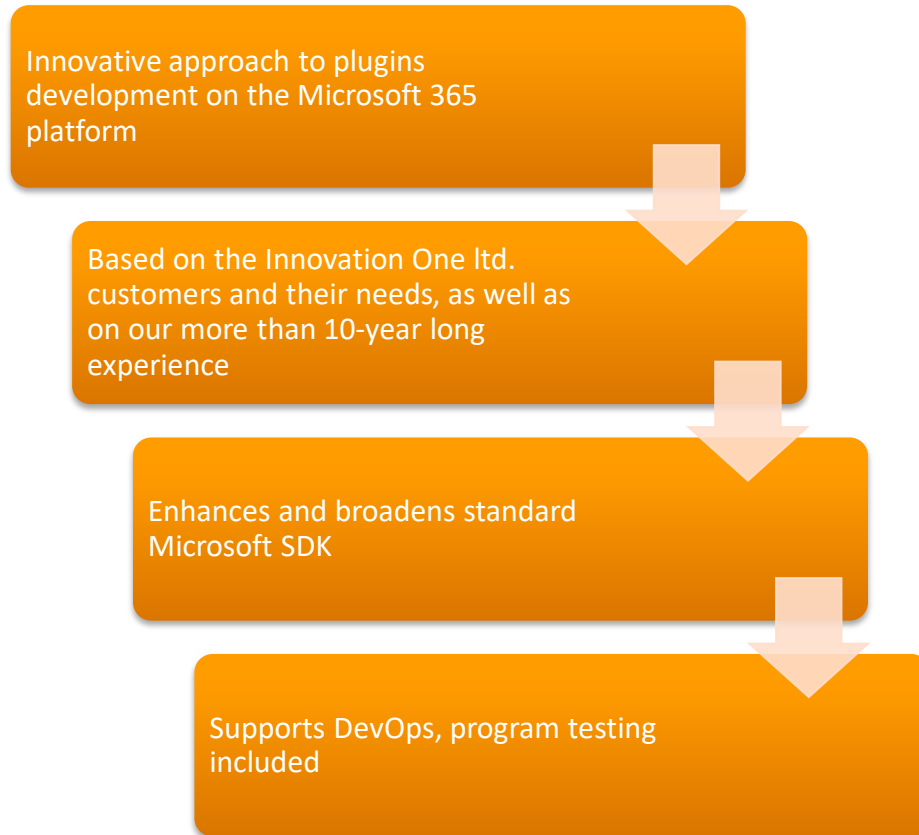 Innovative approach to plugins
development on the Microsoft 365
platform
Based on the Innovation One ltd.
customers and their needs, as well as
on our more than 10-year long
experience
Enhances and broadens standard
Microsoft SDK
Supports DevOps, program testing
included